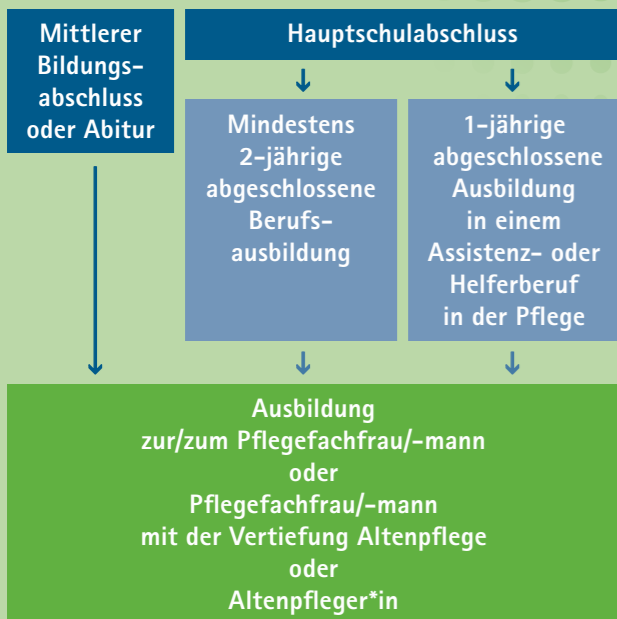 Mittlerer
Bildungs-
abschluss
oder Abitur
Hauptschulabschluss
Mindestens
2-jährige
abgeschlossene
Berufs-
ausbildung
1-jährige
abgeschlossene
Ausbildung
in einem
Assistenz- oder
Helferberuf
in der Pflege
Ausbildung
zur/zum Pflegefachfrau/-mann
oder
Pflegefachfrau/-mann
mit der Vertiefung Altenpflege
oder
Altenpfleger*in